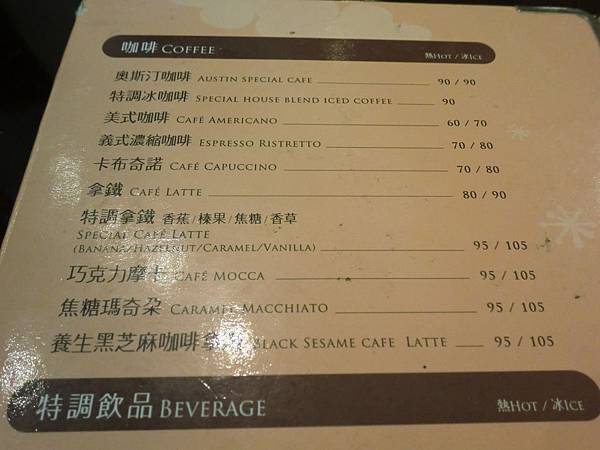 咖啡 COFFEE 熱HOT / 冰ICE
奧斯汀咖啡 AUSTIN SPECIAL CAFE 90 / 90
特調冰咖啡 SPECIAL HOUSE BLEND ICED COFFEE 90
美式咖啡 CAFÉ AMERICANO 60 / 70
義式濃縮咖啡 ESPRESSO RISTRETTO 70 / 80
卡布奇諾 CAFÉ CAPUCCINO 70 / 80
拿鐵 CAFÉ LATTE 80 / 90
特調拿鐵 香蕉/榛果/焦糖/香草
SPECIAL CAFÉ LATTE
(BANANA/HAZELNUT/CARAMEL/VANILLA) 95 / 105
巧克力摩卡 CAFÉ MOCCA 95 / 105
焦糖瑪奇朵 CARAMEL MACCHIATO 95 / 105
養生黑芝麻咖啡拿鐵 BLACK SESAME CAFE LATTE 95 / 105
特調飲品 BEVERAGE 熱HOT / 冰ICE